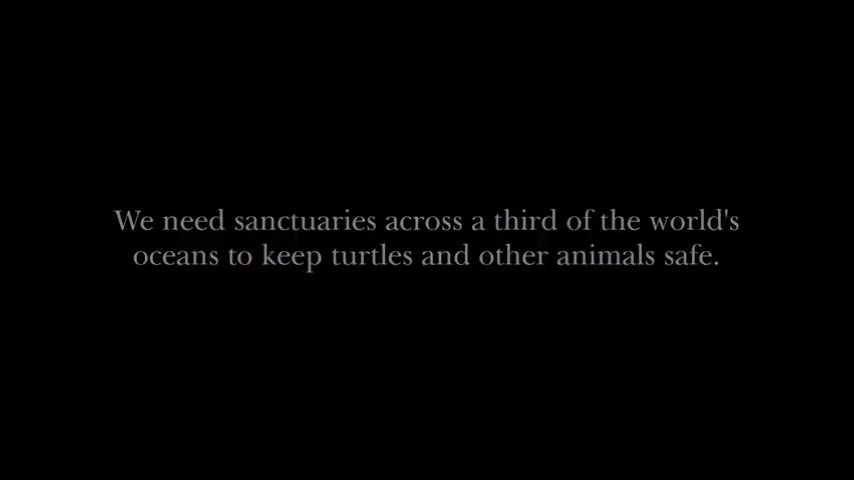 We need sanctuaries across a third of the world's
oceans to keep turtles and other animals safe.